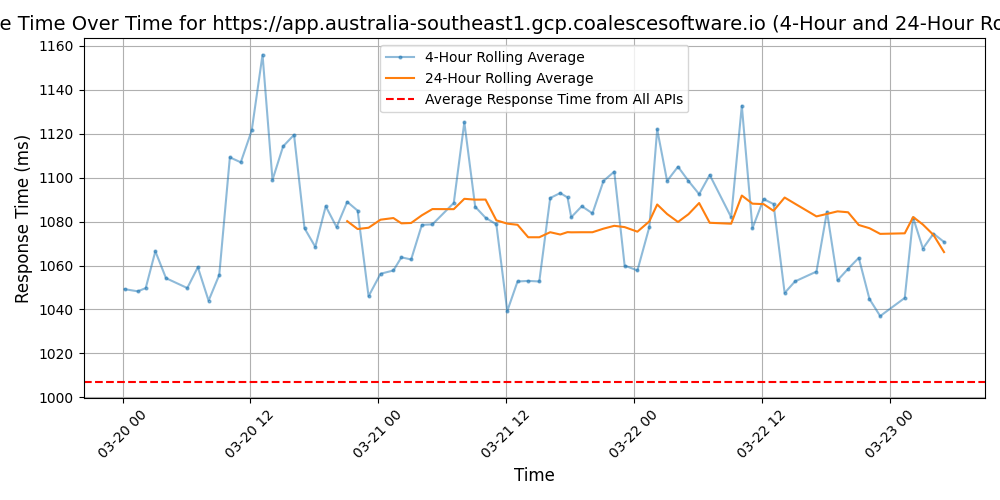 e Time Over Time for https://app.australia-southeast1.gcp.coalescesoftware.io (4-Hour and 24-Hour Ro
4-Hour Rolling Average
24-Hour Rolling Average
Average Response Time from All APIs
Response Time (ms)
1160
1140
1120
1100
1080
1060
1040
1020
1000
03-20 00
03-20 12
03-21 00
03-21 12
03-22 00
03-22 12
03-23 00
Time